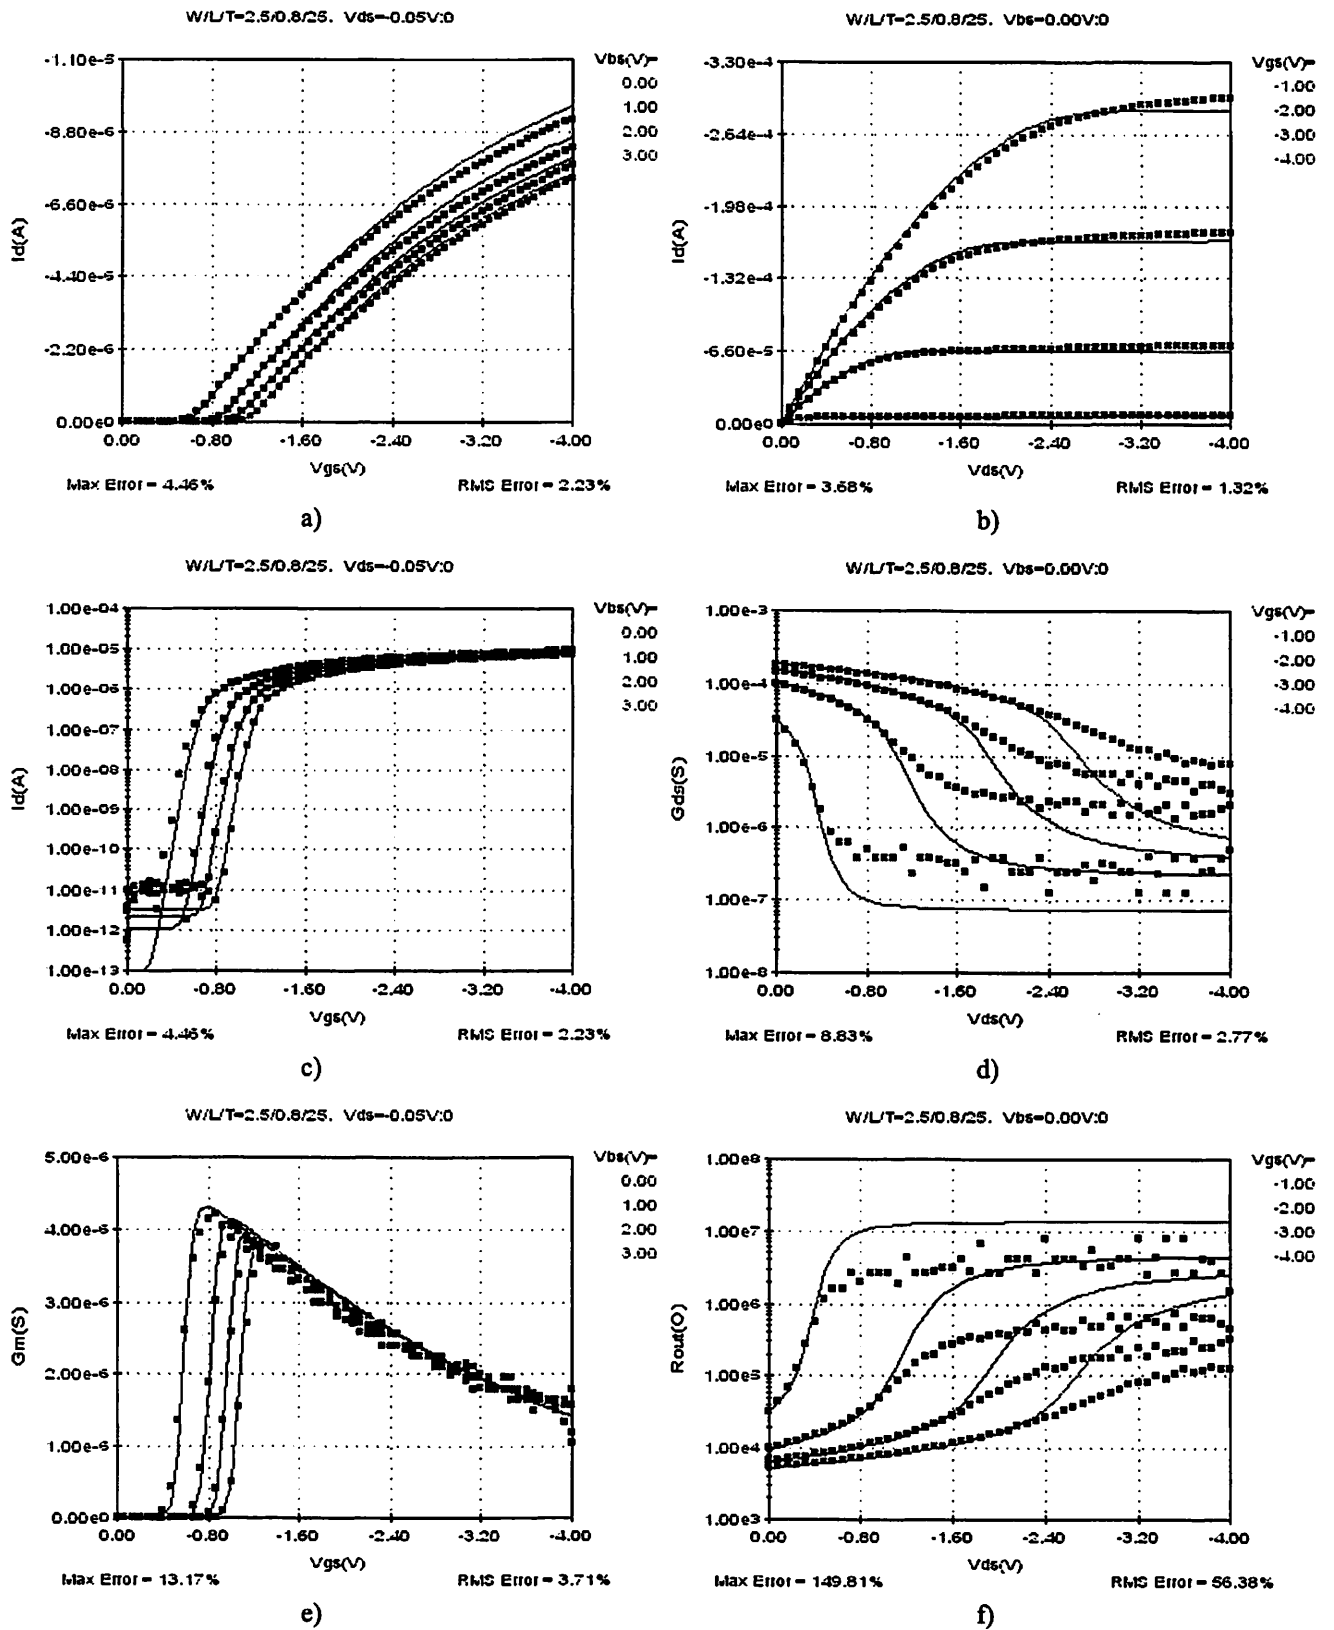 W/L/T=2.5/0.8/25. Vds=-0.05V:0
Vbs(V)=
0.00
1.00
2.00
3.00
-1.10e-5
-8.80e-6
-6.60e-6
-4.40e-6
-2.20e-6
0.00e0
Id(A)
0.00 -0.80 -1.60 -2.40 -3.20 -4.00
Vgs(V)
Max Error = 4.46% RMS Error = 2.23%
a)
W/L/T=2.5/0.8/25. Vbs=0.00V:0
Vgs(V)=
-1.00
-2.00
-3.00
-4.00
-3.30e-4
-2.64e-4
-1.98e-4
-1.32e-4
-6.60e-5
0.00e0
Id(A)
0.00 -0.80 -1.60 -2.40 -3.20 -4.00
Vds(V)
Max Error = 3.68% RMS Error = 1.32%
b)
W/L/T=2.5/0.8/25. Vds=-0.05V:0
Vbs(V)=
0.00
1.00
2.00
3.00
1.00e-04
1.00e-05
1.00e-06
1.00e-07
1.00e-08
1.00e-09
1.00e-10
1.00e-11
1.00e-12
1.00e-13
Id(A)
0.00 -0.80 -1.60 -2.40 -3.20 -4.00
Vgs(V)
Max Error = 4.46% RMS Error = 2.23%
c)
W/L/T=2.5/0.8/25. Vbs=0.00V:0
Vgs(V)=
-1.00
-2.00
-3.00
-4.00
1.00e-3
1.00e-4
1.00e-5
1.00e-6
1.00e-7
1.00e-8
Gds(S)
0.00 -0.80 -1.60 -2.40 -3.20 -4.00
Vds(V)
Max Error = 8.83% RMS Error = 2.77%
d)
W/L/T=2.5/0.8/25. Vds=-0.05V:0
Vbs(V)=
0.00
1.00
2.00
3.00
5.00e-6
4.00e-6
3.00e-6
2.00e-6
1.00e-6
0.00e0
Gm(S)
0.00 -0.80 -1.60 -2.40 -3.20 -4.00
Vgs(V)
Max Error = 13.17% RMS Error = 3.71%
e)
W/L/T=2.5/0.8/25. Vbs=0.00V:0
Vgs(V)=
-1.00
-2.00
-3.00
-4.00
1.00e8
1.00e7
1.00e6
1.00e5
1.00e4
1.00e3
Rout(O)
0.00 -0.80 -1.60 -2.40 -3.20 -4.00
Vds(V)
Max Error = 149.81% RMS Error = 56.38%
f)